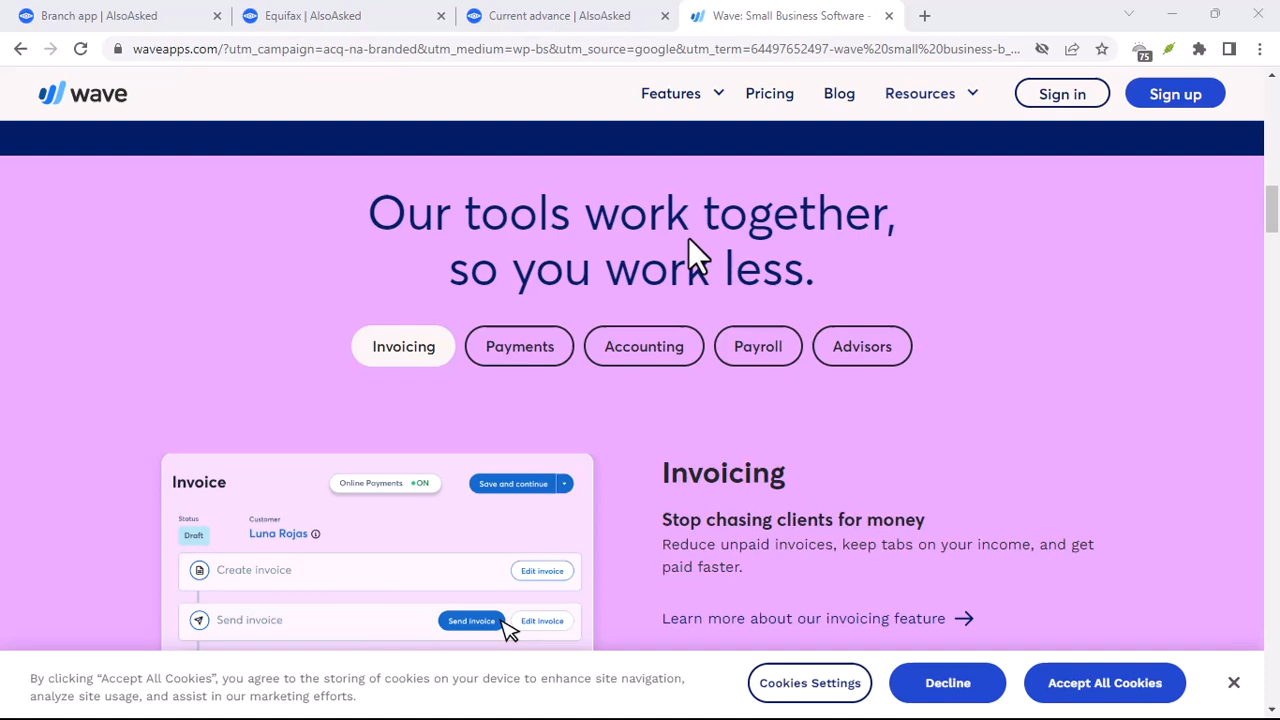 Branch app | AlsoAsked
Equifax | AlsoAsked
Current advance | AlsoAsked
Wave: Small Business Software -
waveapps.com/?utm_campaign=acq-na-branded&utm_medium=wp-bs&utm_source=google&utm_term=64497652497-wave%20small%20business-b_...
75
wave
Features
Pricing
Blog
Resources
Sign in
Sign up
Our tools work together,
so you work less.
Invoicing
Payments
Accounting
Payroll
Advisors
Invoice
Online Payments ON
Save and continue
Status
Draft
Customer
Luna Rojas
Create invoice
Edit invoice
Send invoice
Send invoice
Edit invoice
Invoicing
Stop chasing clients for money
Reduce unpaid invoices, keep tabs on your income, and get
paid faster.
Learn more about our invoicing feature
By clicking “Accept All Cookies”, you agree to the storing of cookies on your device to enhance site navigation,
analyze site usage, and assist in our marketing efforts.
Cookies Settings
Decline
Accept All Cookies